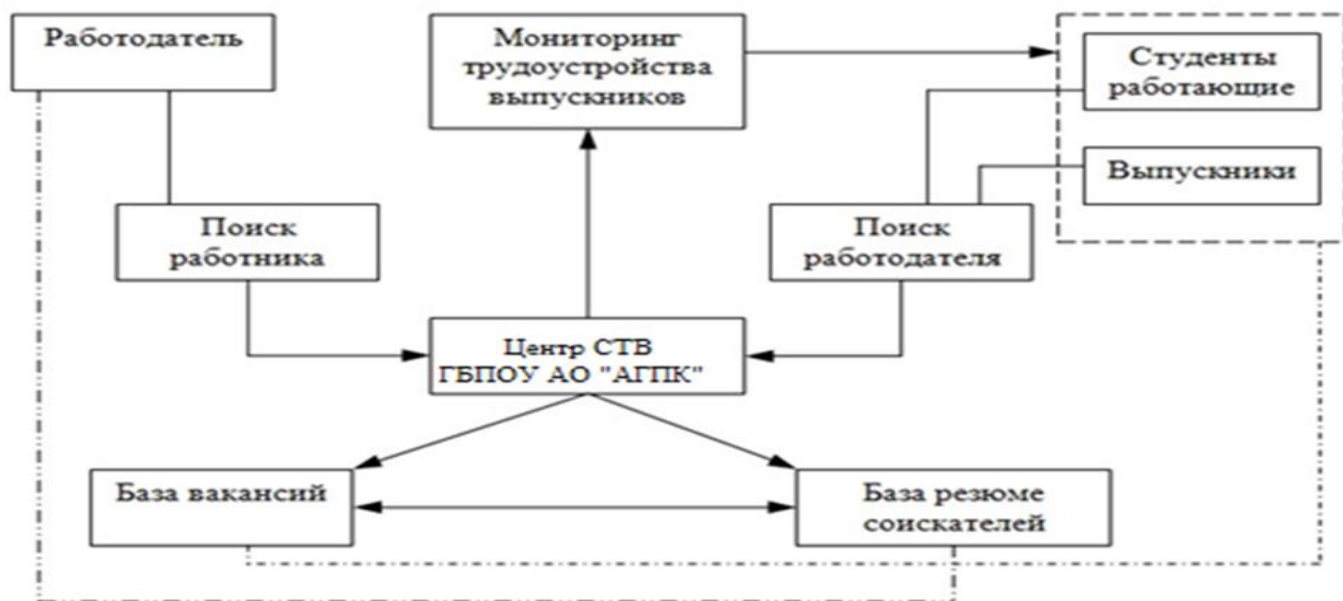 Работодатель
Мониторинг
трудоустройства
выпускников
Студенты
работающие
Выпускники
Поиск
работника
Поиск
работодателя
Центр СТВ
ГБПОУ АО "АГПК"
База вакансий
База резюме
соискателей